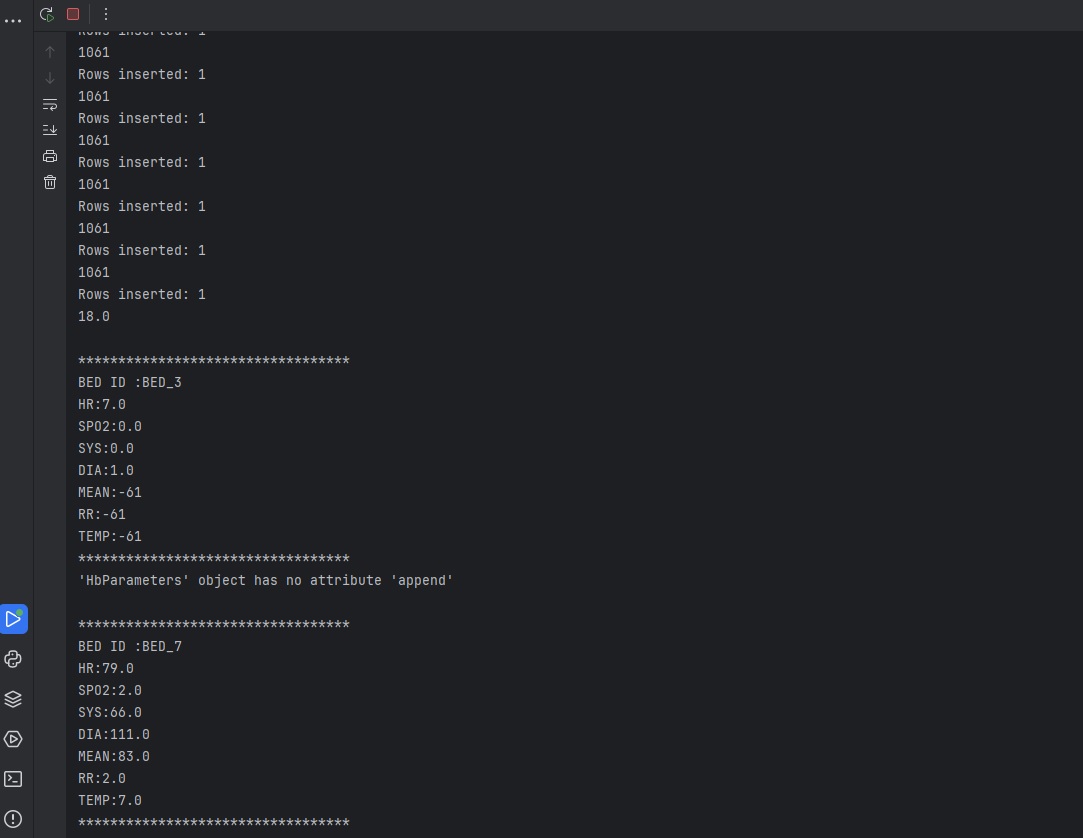 Rows inserted: 1
1061
Rows inserted: 1
1061
Rows inserted: 1
1061
Rows inserted: 1
1061
Rows inserted: 1
1061
Rows inserted: 1
1061
Rows inserted: 1
18.0
**********************************
BED ID :BED_3
HR:7.0
SPO2:0.0
SYS:0.0
DIA:1.0
MEAN:-61
RR:-61
TEMP:-61
**********************************
'HbParameters' object has no attribute 'append'
**********************************
BED ID :BED_7
HR:79.0
SPO2:2.0
SYS:66.0
DIA:111.0
MEAN:83.0
RR:2.0
TEMP:7.0
**********************************